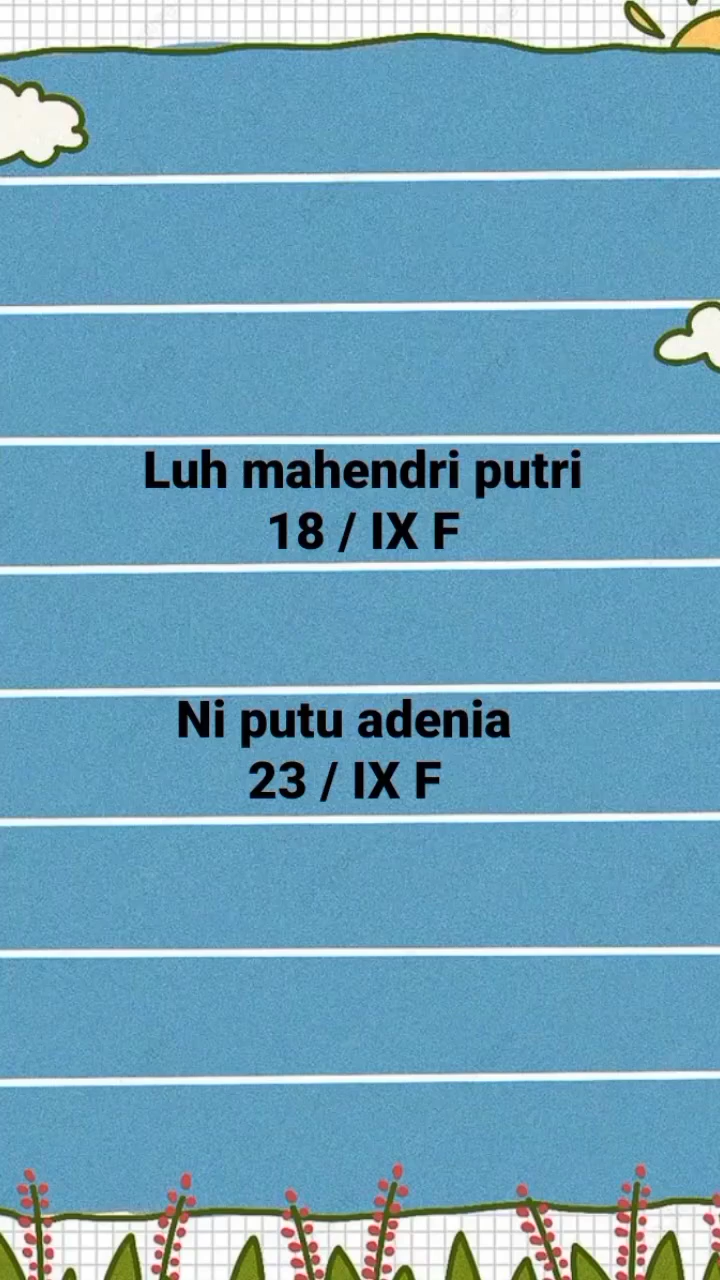 Luh mahendri putri
18 / IX F
Ni putu adenia
23 / IX F